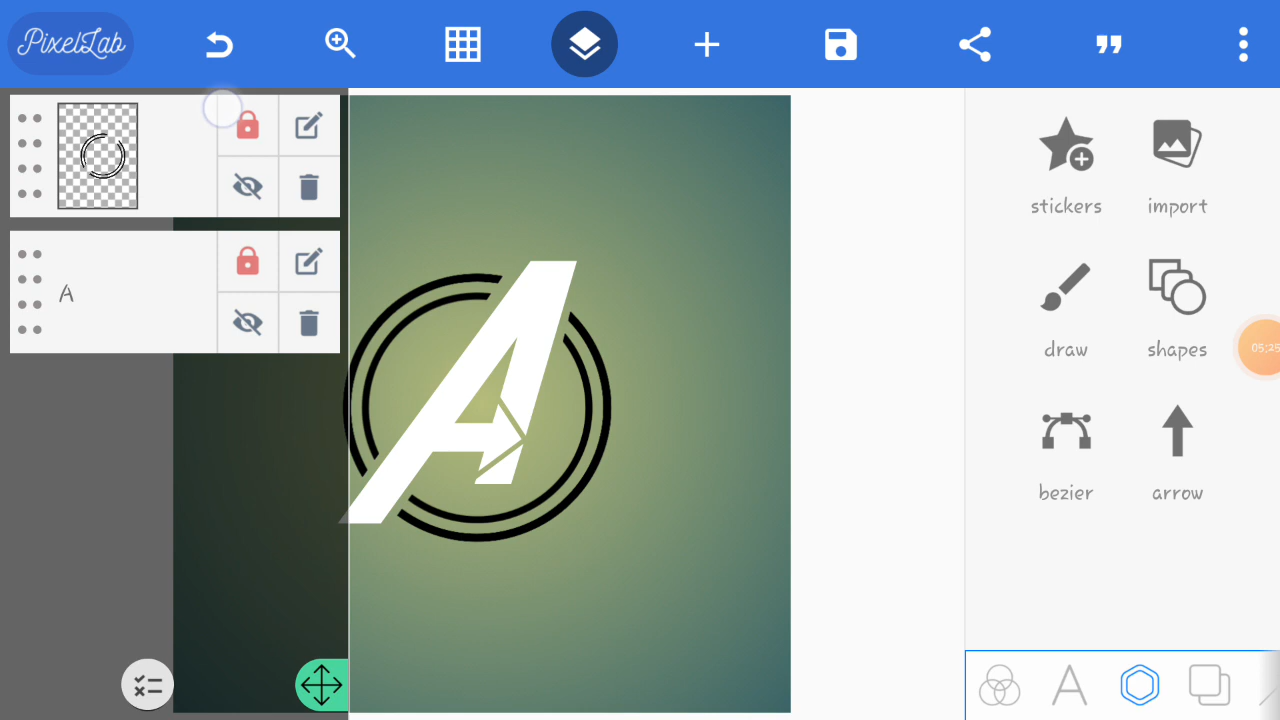 PixelLab
A
A
stickers
import
draw
shapes
05:25
bezier
arrow
A